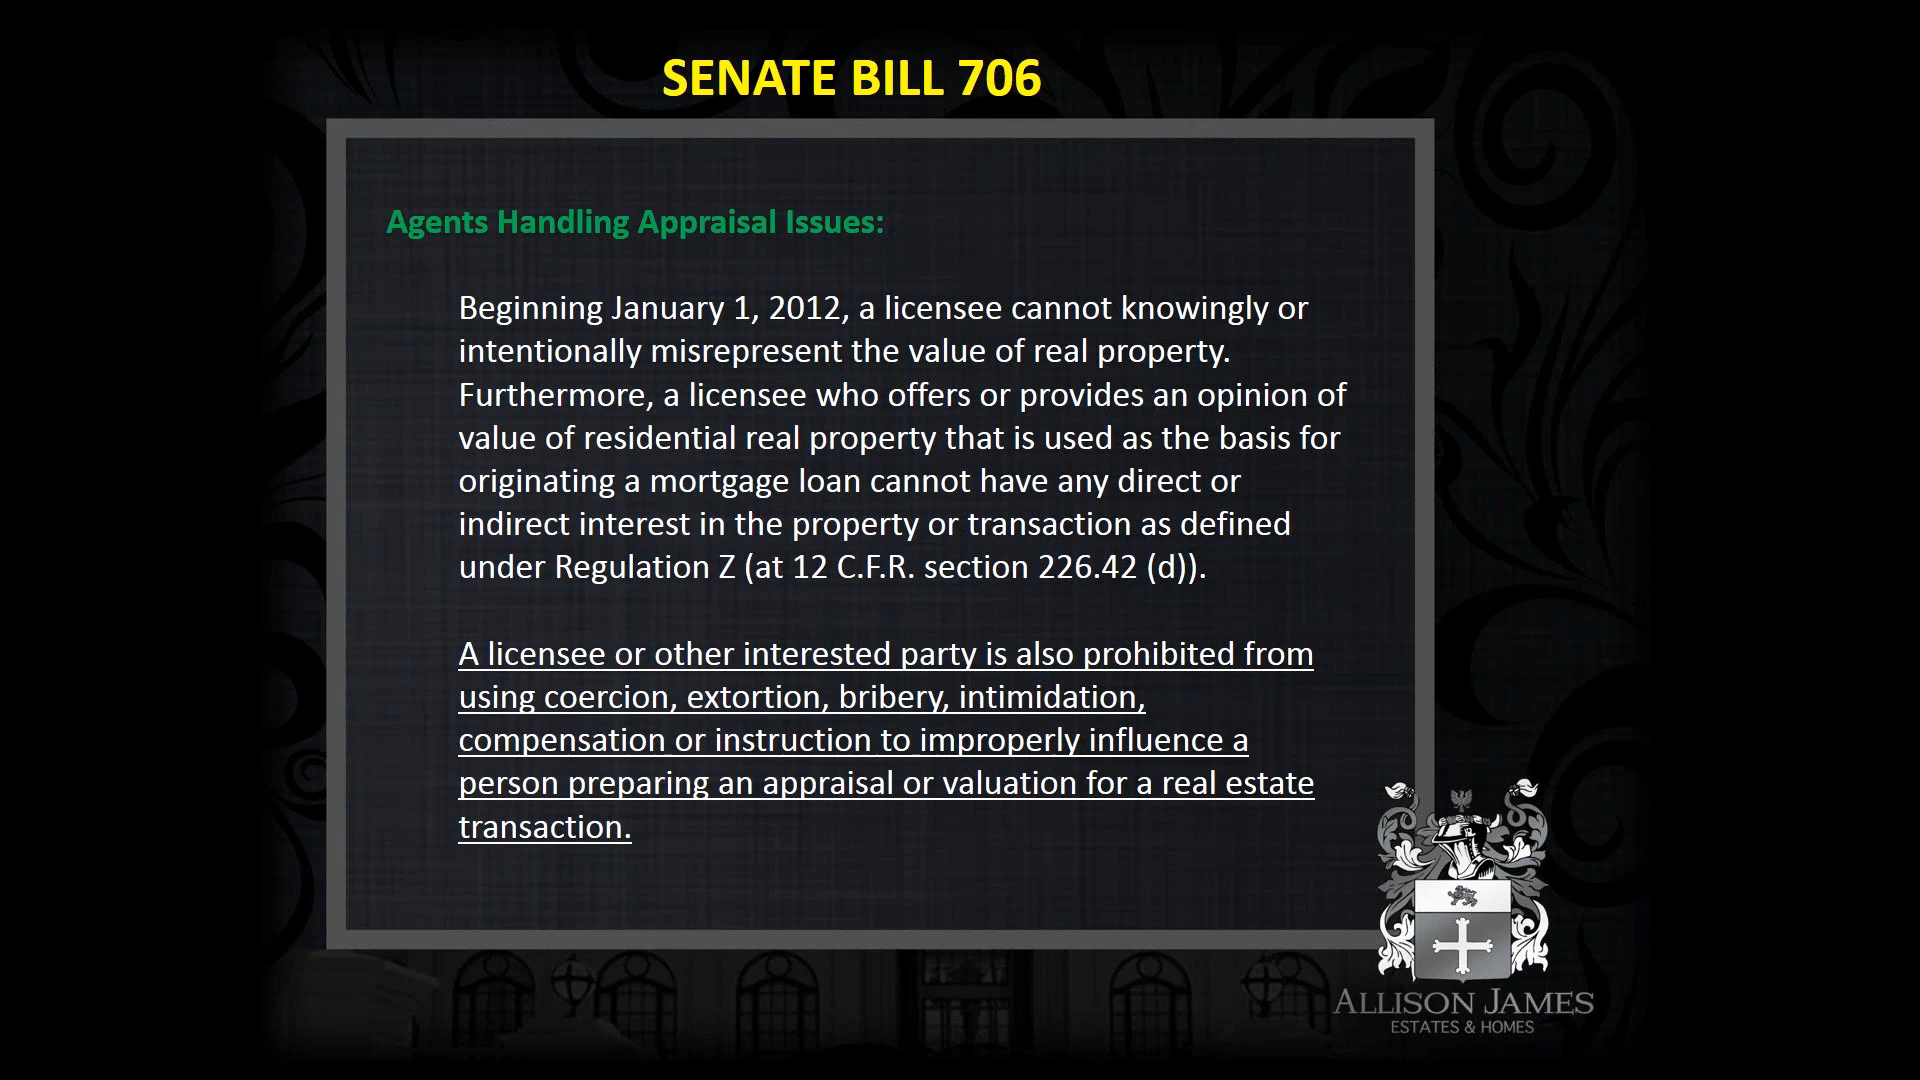 SENATE BILL 706
Agents Handling Appraisal Issues:
Beginning January 1, 2012, a licensee cannot knowingly or
intentionally misrepresent the value of real property.
Furthermore, a licensee who offers or provides an opinion of
value of residential real property that is used as the basis for
originating a mortgage loan cannot have any direct or
indirect interest in the property or transaction as defined
under Regulation Z (at 12 C.F.R. section 226.42 (d)).
A licensee or other interested party is also prohibited from
using coercion, extortion, bribery, intimidation,
compensation or instruction to improperly influence a
person preparing an appraisal or valuation for a real estate
transaction.
ALLISON JAMES
ESTATES & HOMES